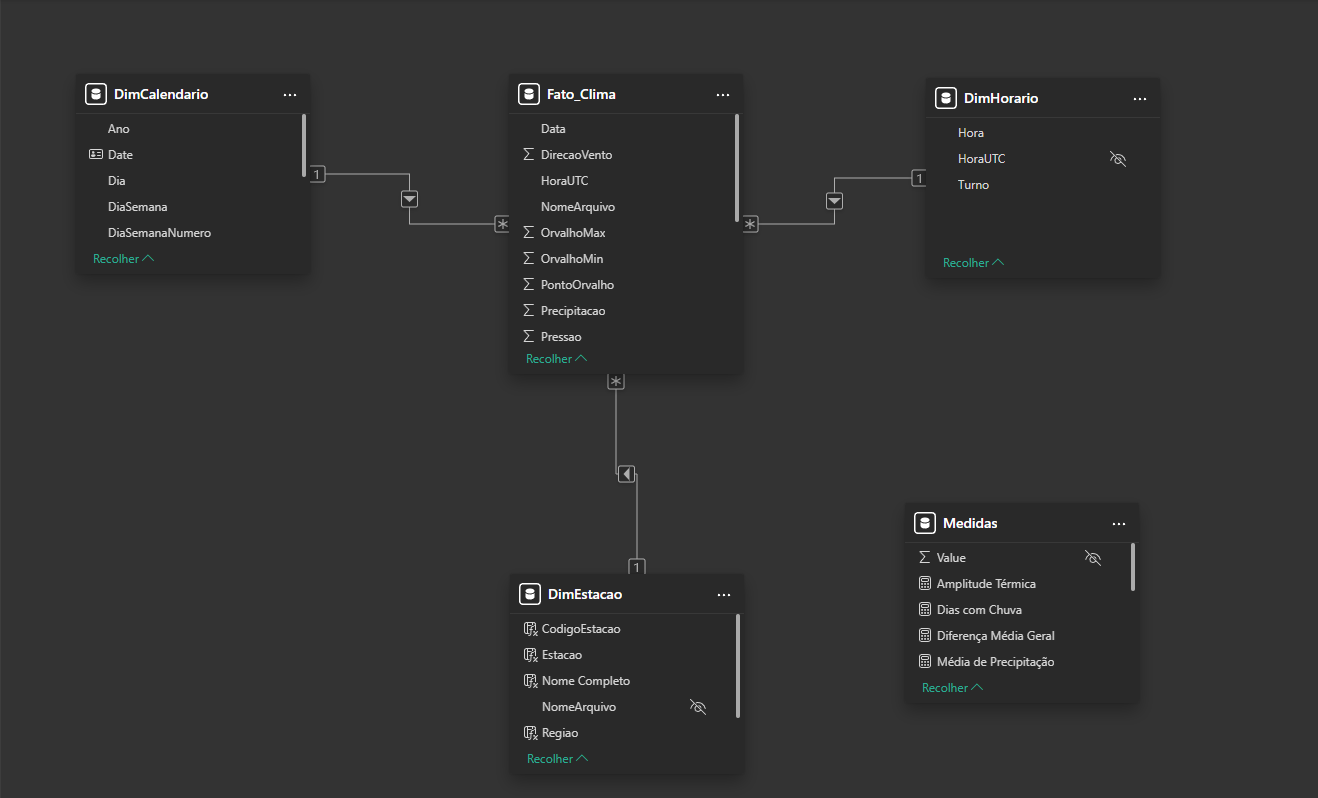 DimCalendario
...
Ano
Date
Dia
DiaSemana
DiaSemanaNumero
Recolher
1
*
Fato_Clima
...
Data
DirecaoVento
HoraUTC
NomeArquivo
OrvalhoMax
OrvalhoMin
PontoOrvalho
Precipitacao
Pressao
Recolher
*
1
DimHorario
...
Hora
HoraUTC
Turno
Recolher
*
1
DimEstacao
...
CodigoEstacao
Estacao
Nome Completo
NomeArquivo
Regiao
Recolher
Medidas
...
Value
Amplitude Térmica
Dias com Chuva
Diferença Média Geral
Média de Precipitação
Recolher